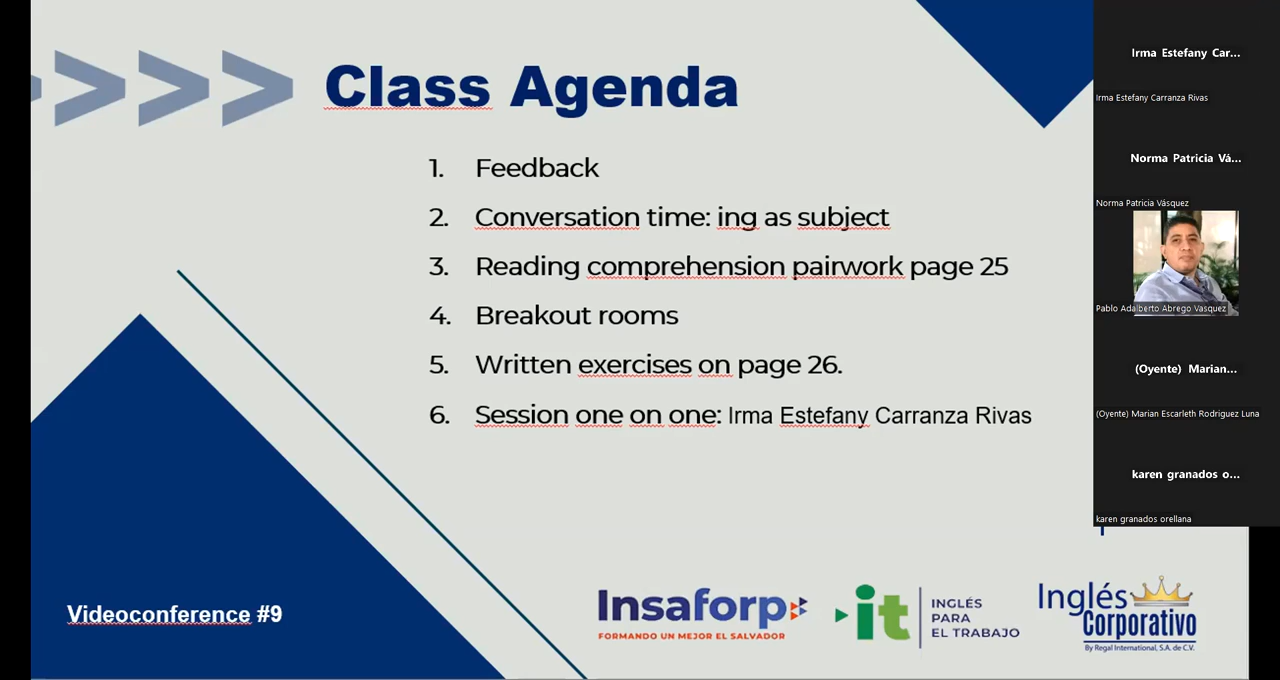 Class Agenda
1. Feedback
2. Conversation time: ing as subject
3. Reading comprehension pairwork page 25
4. Breakout rooms
5. Written exercises on page 26.
6. Session one on one: Irma Estefany Carranza Rivas
Videoconference #9
Insaforp
FORMANDO UN MEJOR EL SALVADOR
it
INGLÉS
PARA
EL TRABAJO
Inglés
Corporativo
By Regal International, S.A. de C.V.
Irma Estefany Car...
Irma Estefany Carranza Rivas
Norma Patricia Vá...
Norma Patricia Vásquez
Pablo Adalberto Abrego Vasquez
(Oyente) Marian...
(Oyente) Marian Escarleth Rodriguez Luna
karen granados o...
karen granados orellana